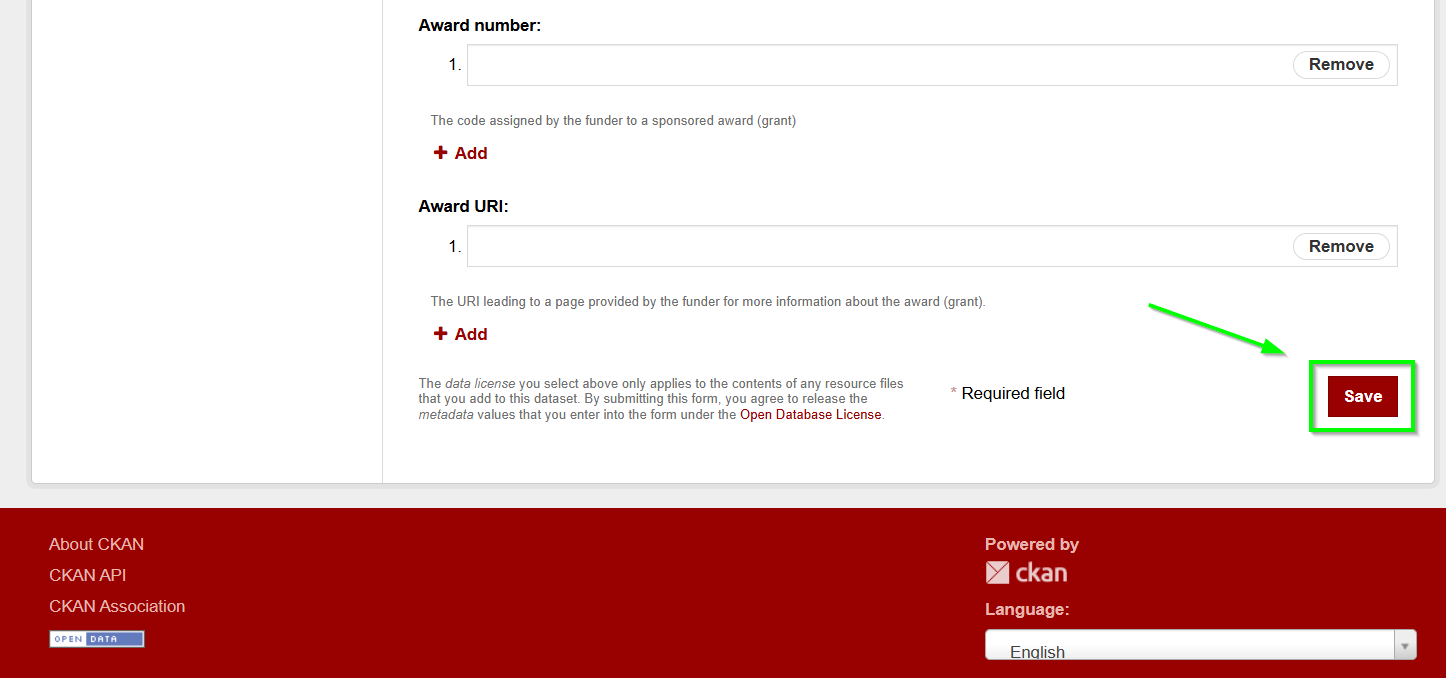 Award number:
1.
Remove
The code assigned by the funder to a sponsored award (grant)
+ Add
Award URI:
1.
Remove
The URI leading to a page provided by the funder for more information about the award (grant).
+ Add
The data license you select above only applies to the contents of any resource files
that you add to this dataset. By submitting this form, you agree to release the
metadata values that you enter into the form under the Open Database License.
* Required field
Save
About CKAN
CKAN API
CKAN Association
OPEN DATA
Powered by
ckan
Language:
English